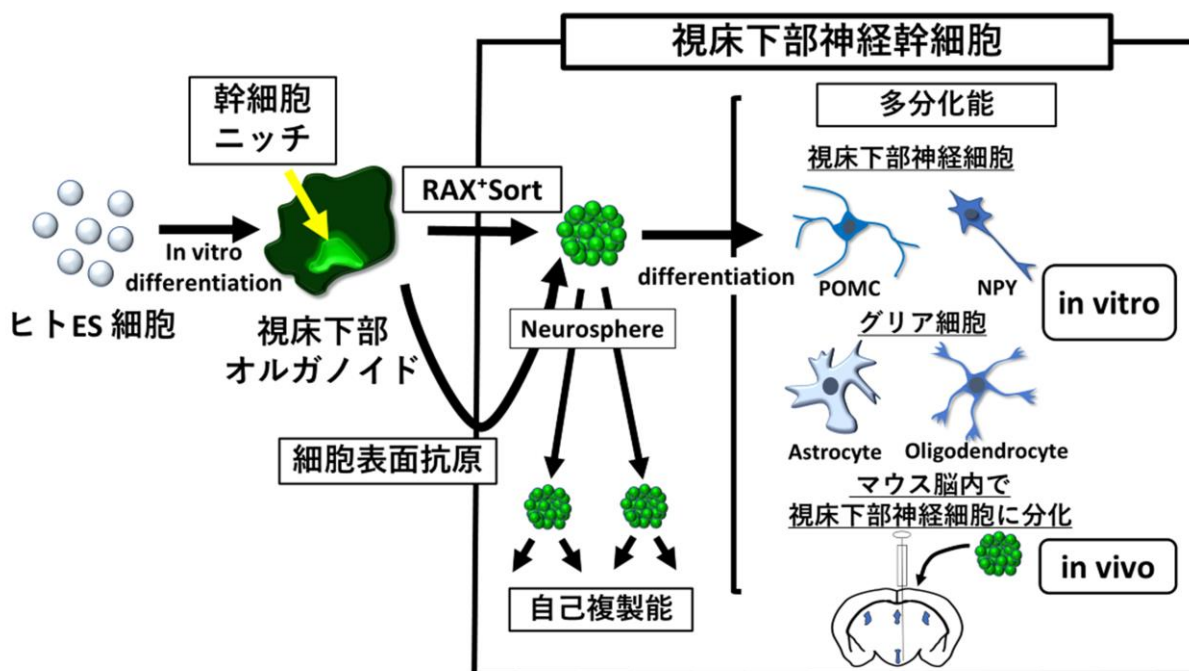 視床下部神経幹細胞
幹細胞
ニッチ
In vitro
differentiation
ヒトES 細胞
視床下部
オルガノイド
RAX⁺Sort
細胞表面抗原
Neurosphere
自己複製能
differentiation
多分化能
視床下部神経細胞
POMC
NPY
in vitro
グリア細胞
Astrocyte
Oligodendrocyte
マウス脳内で
視床下部神経細胞に分化
in vivo